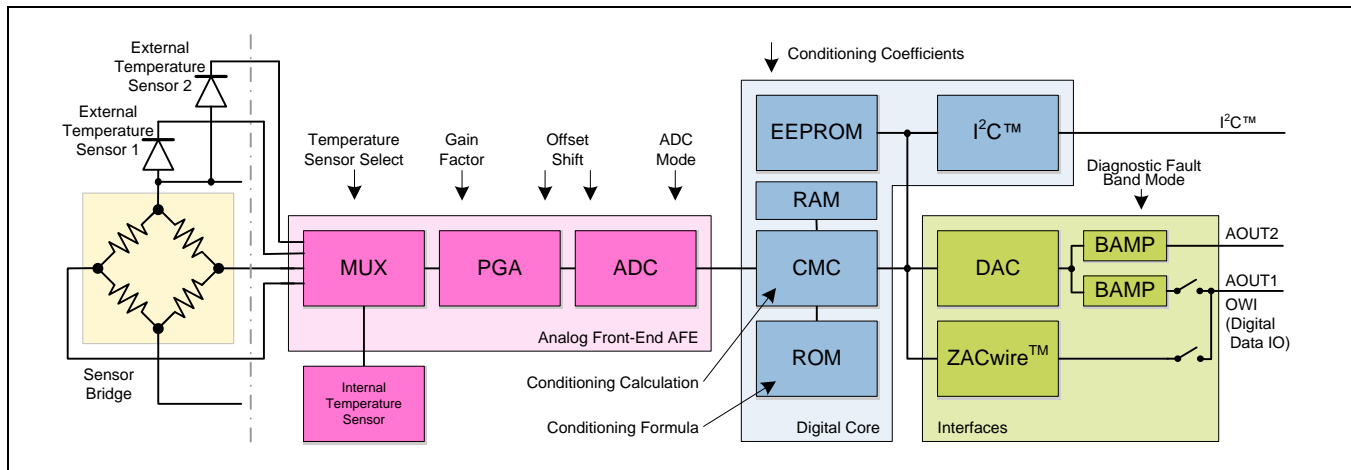 External
Temperature
Sensor 2
External
Temperature
Sensor 1
Sensor
Bridge
Temperature
Sensor Select
Gain
Factor
Offset
Shift
ADC
Mode
MUX
PGA
ADC
Analog Front-End AFE
Internal
Temperature
Sensor
Conditioning Coefficients
EEPROM
I²C™
RAM
CMC
ROM
Conditioning Calculation
Conditioning Formula
Digital Core
I²C™
Diagnostic Fault
Band Mode
DAC
BAMP
BAMP
ZACwire™
AOUT2
AOUT1
OWI
(Digital
Data IO)
Interfaces